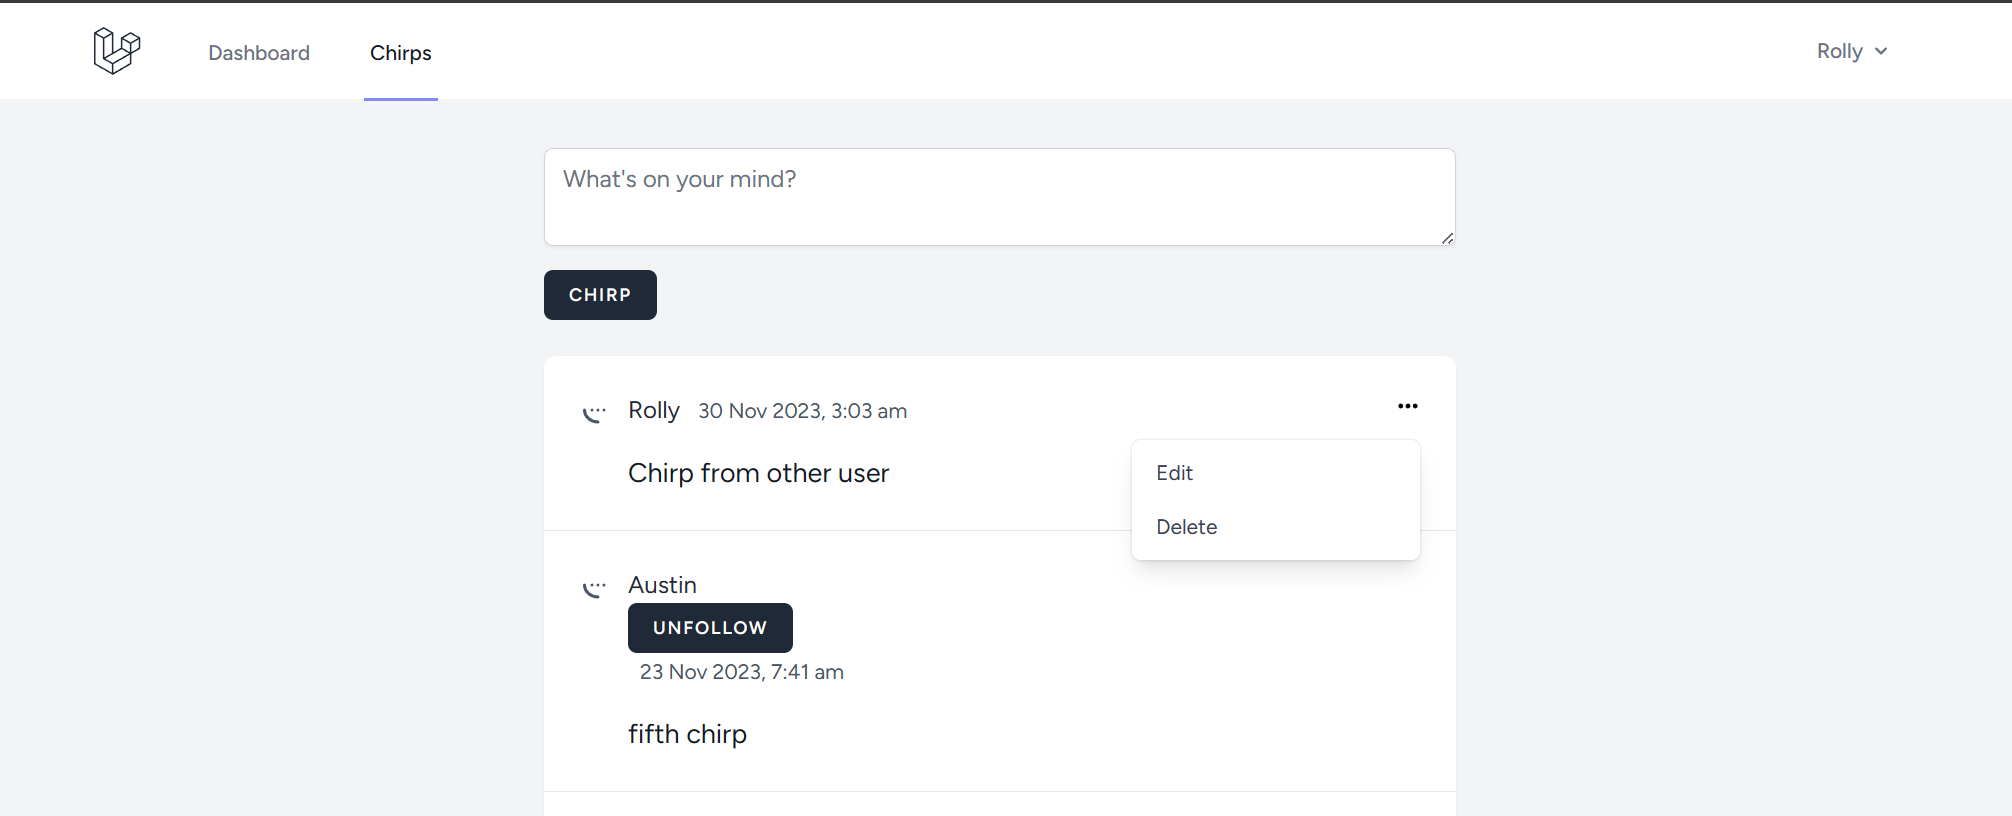 Dashboard Chirps Rolly
What's on your mind?
CHIRP
Rolly 30 Nov 2023, 3:03 am
Chirp from other user
Edit
Delete
Austin
UNFOLLOW
23 Nov 2023, 7:41 am
fifth chirp